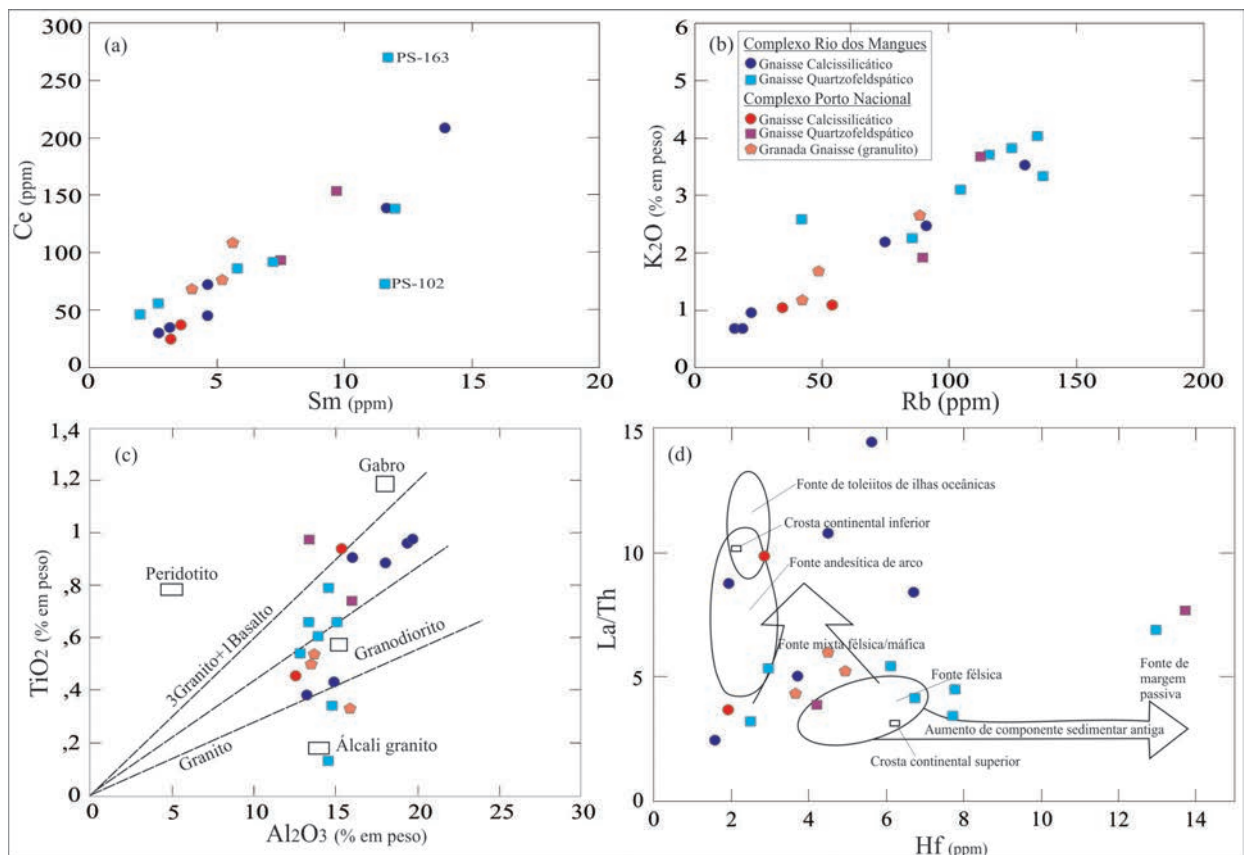 (a)
300
250
200
150
100
50
0
Ce (ppm)
PS-163
PS-102
0
5
10
15
20
Sm (ppm)
(b)
6
5
4
3
2
1
0
K2O (% em peso)
Complexo Rio dos Mangues
Gnaisse Calcissilicático
Gnaisse Quartzofeldspático
Complexo Porto Nacional
Gnaisse Calcissilicático
Gnaisse Quartzofeldspático
Granada Gnaisse (granulito)
0
50
100
150
200
Rb (ppm)
(c)
1,4
1,2
1
,8
,6
,4
,2
0
TiO2 (% em peso)
Gabro
Peridotito
3Granito+1Basalto
Granodiorito
Granito
Álcali granito
5
10
15
20
25
30
Al2O3 (% em peso)
(d)
15
10
5
0
La/Th
Fonte de toleiitos de ilhas oceânicas
Crosta continental inferior
Fonte andesítica de arco
Fonte mixta félsica/máfica
Fonte félsica
Fonte de
margem
passiva
Aumento de componente sedimentar antiga
Crosta continental superior
0
2
4
6
8
10
12
14
Hf (ppm)